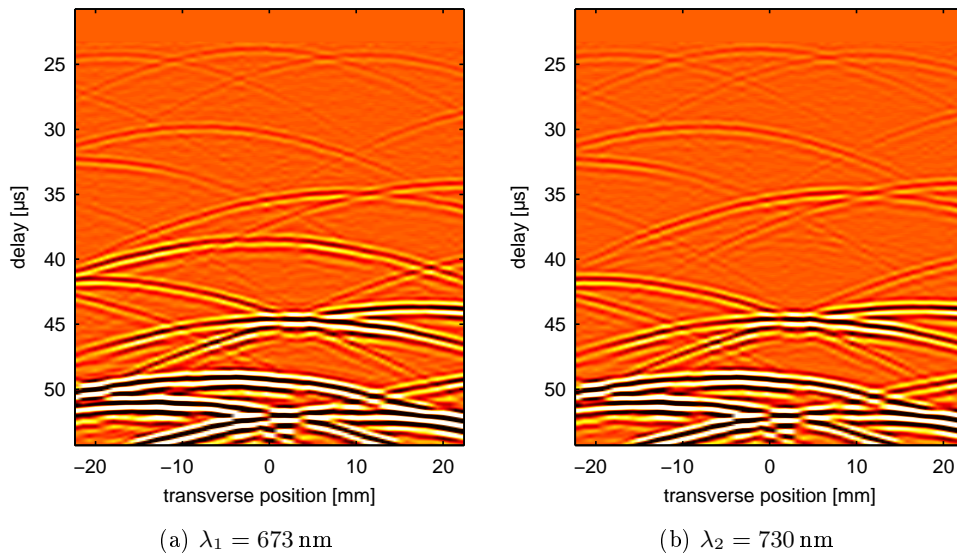 25
30
35
40
45
50
delay [µs]
−20 −10 0 10 20
transverse position [mm]
(a) λ₁ = 673 nm
25
30
35
40
45
50
delay [µs]
−20 −10 0 10 20
transverse position [mm]
(b) λ₂ = 730 nm